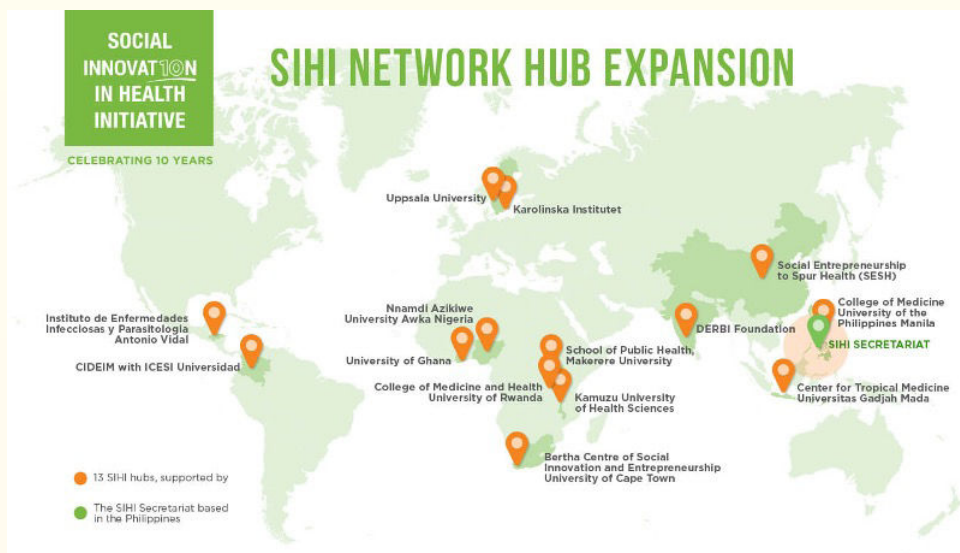 SOCIAL
INNOVAT10N
IN HEALTH
INITIATIVE
CELEBRATING 10 YEARS
SIHI NETWORK HUB EXPANSION
Uppsala University
Karolinska Institutet
Social Entrepreneurship
to Spur Health (SESH)
Instituto de Enfermedades
Infecciosas y Parasitologia
Antonio Vidal
CIDEIM with ICESI Universidad
Nnamdi Azikiwe
University Awka Nigeria
University of Ghana
School of Public Health,
Makerere University
College of Medicine and Health
University of Rwanda
Kamuzu University
of Health Sciences
DERBI Foundation
College of Medicine
University of the
Philippines Manila
SIHI SECRETARIAT
Center for Tropical Medicine
Universitas Gadjah Mada
Bertha Centre of Social
Innovation and Entrepreneurship
University of Cape Town
13 SIHI hubs, supported by
The SIHI Secretariat based
in the Philippines